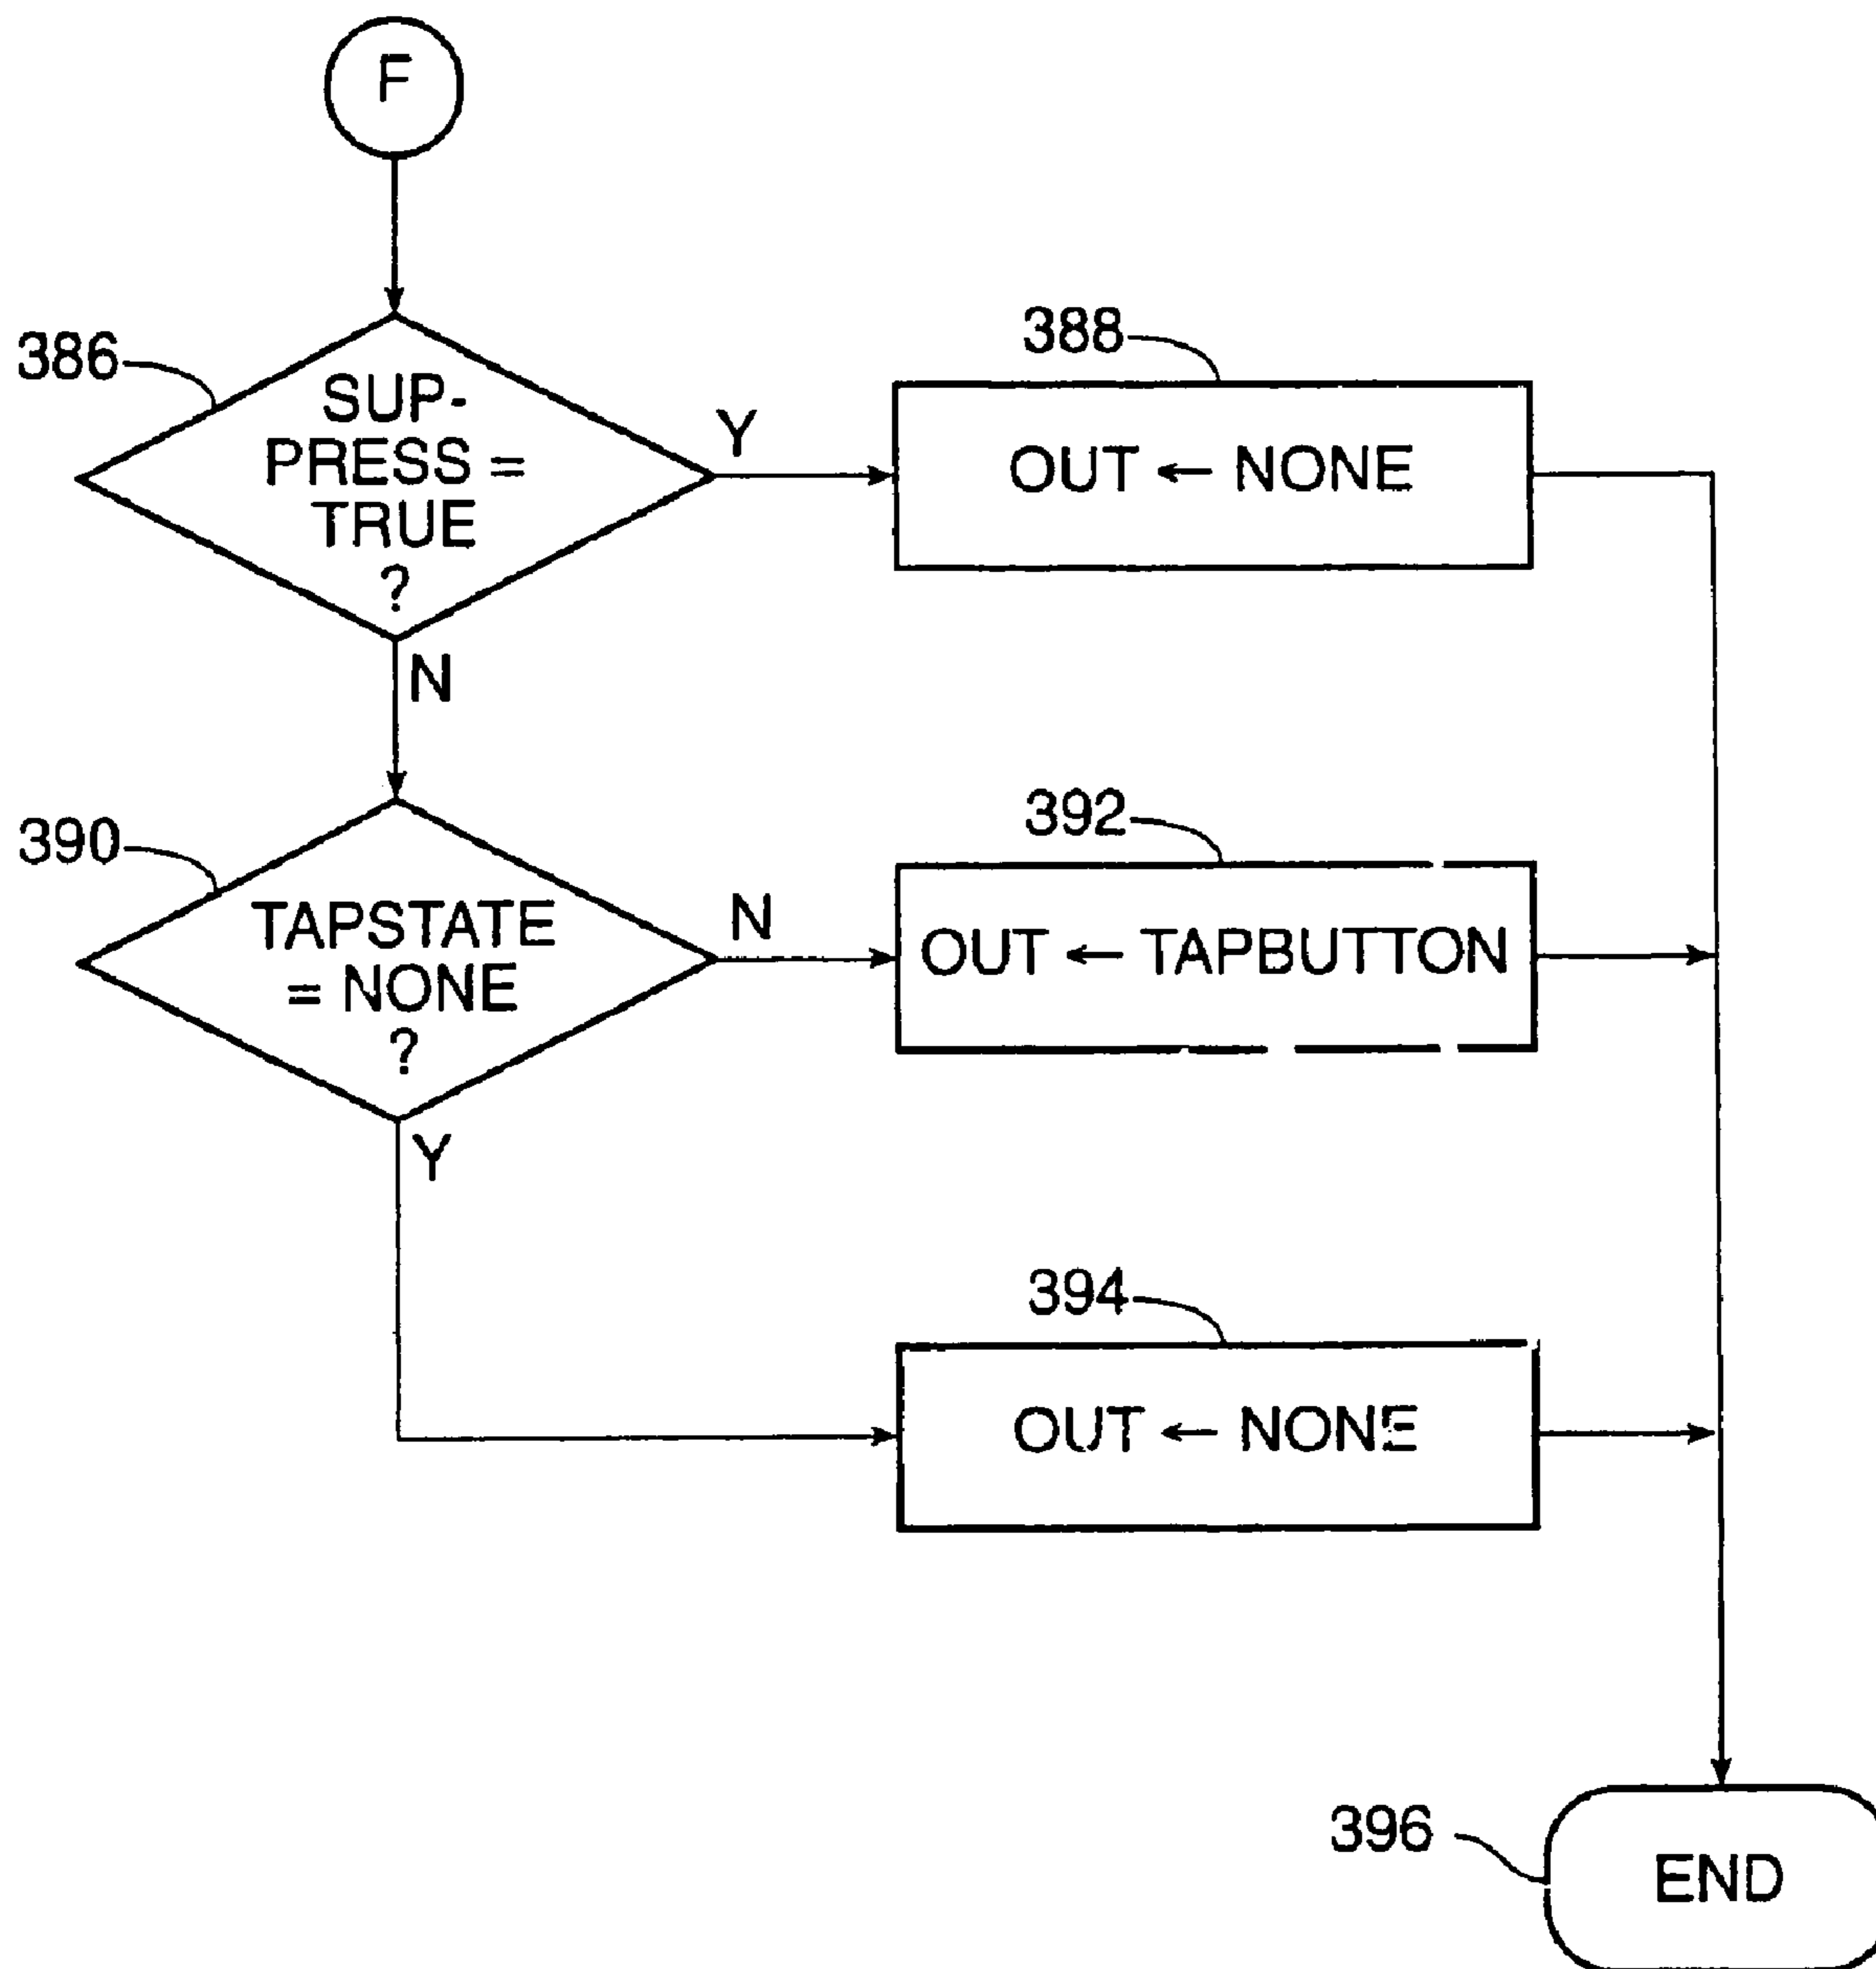 F
386
SUP-
PRESS =
TRUE
?
Y
388
OUT ← NONE
N
390
TAPSTATE
= NONE
?
N
392
OUT ← TAPBUTTON
Y
394
OUT ← NONE
396
END